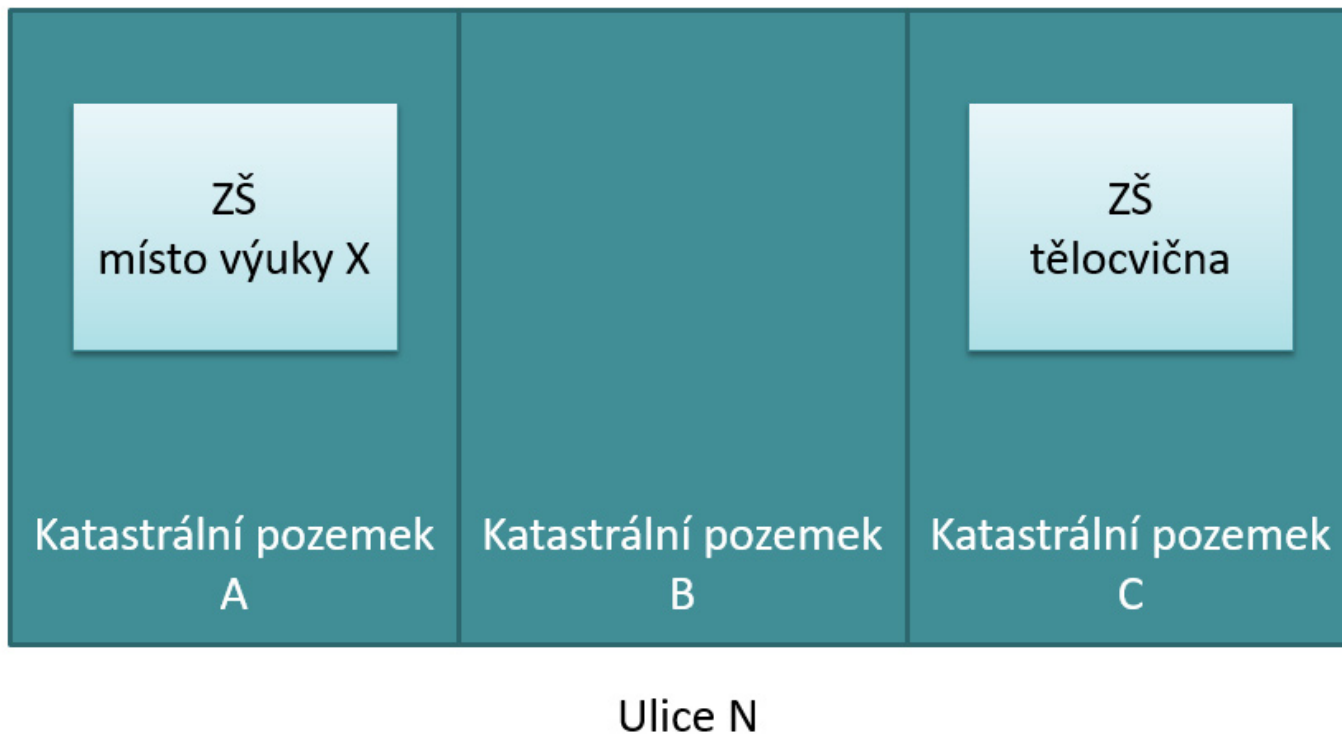 ZŠ
místo výuky X
ZŠ
tělocvična
Katastrální pozemek
A
Katastrální pozemek
B
Katastrální pozemek
C
Ulice N